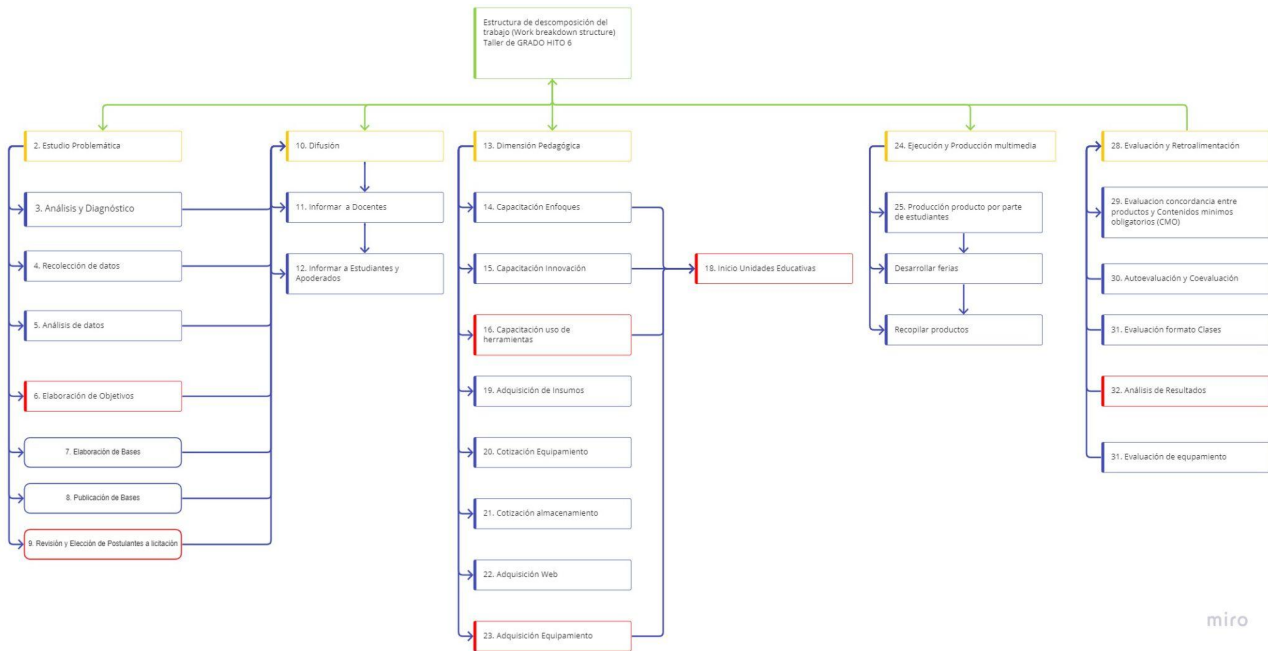 Estructura de descomposición del
trabajo (Work breakdown structure)
Taller de GRADO HITO 6
2. Estudio Problemática
3. Análisis y Diagnóstico
4. Recolección de datos
5. Análisis de datos
6. Elaboración de Objetivos
7. Elaboración de Bases
8. Publicación de Bases
9. Revisión y Elección de Postulantes a licitación
10. Difusión
11. Informar a Docentes
12. Informar a Estudiantes y
Apoderados
13. Dimensión Pedagógica
14. Capacitación Enfoques
15. Capacitación Innovación
16. Capacitación uso de
herramientas
19. Adquisición de Insumos
20. Cotización Equipamiento
21. Cotización almacenamiento
22. Adquisición Web
23. Adquisición Equipamiento
18. Inicio Unidades Educativas
24. Ejecución y Producción multimedia
25. Producción producto por parte
de estudiantes
Desarrollar ferias
Recopilar productos
28. Evaluación y Retroalimentación
29. Evaluacion concordancia entre
productos y Contenidos minimos
obligatorios (CMO)
30. Autoevaluación y Coevaluación
31. Evaluación formato Clases
32. Análisis de Resultados
31. Evaluación de equpamiento
miro